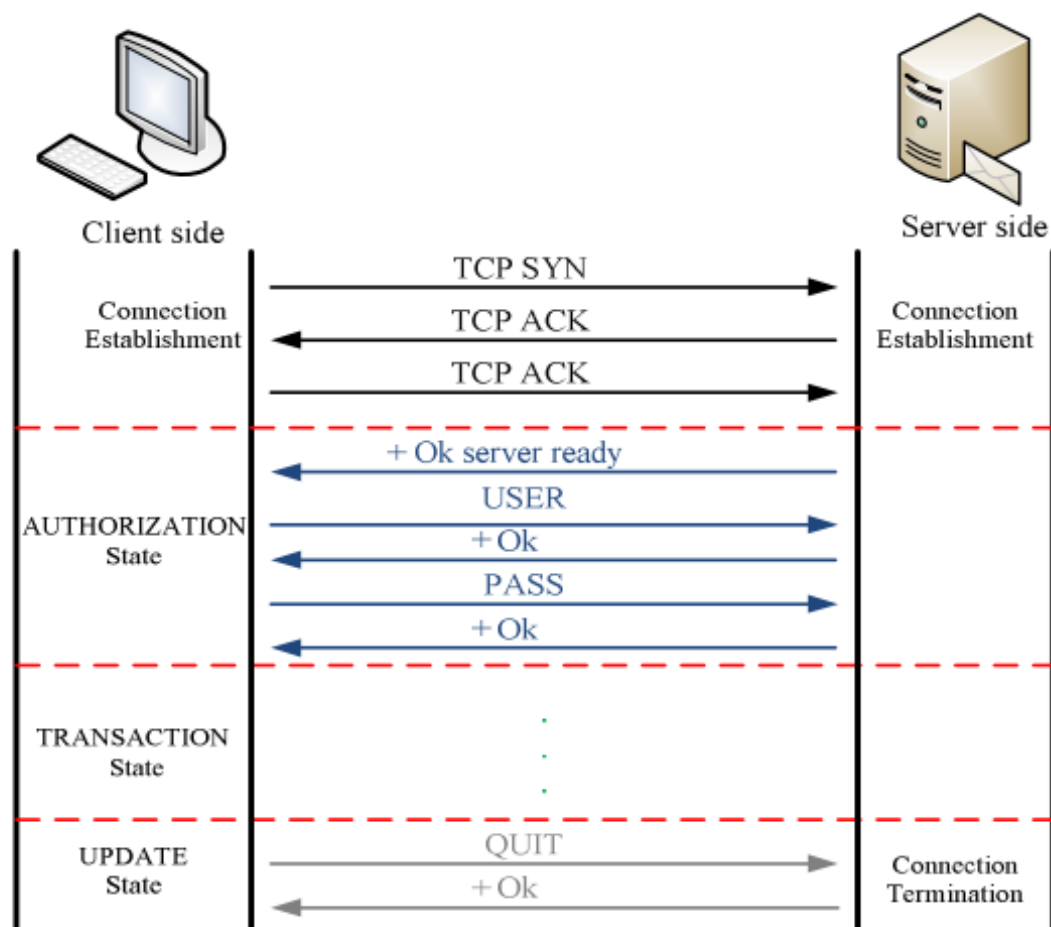 Client side
Server side
TCP SYN
Connection
Establishment
TCP ACK
Connection
Establishment
TCP ACK
+ Ok server ready
USER
AUTHORIZATION
State
+ Ok
PASS
+ Ok
TRANSACTION
State
.
.
.
QUIT
UPDATE
State
+ Ok
Connection
Termination